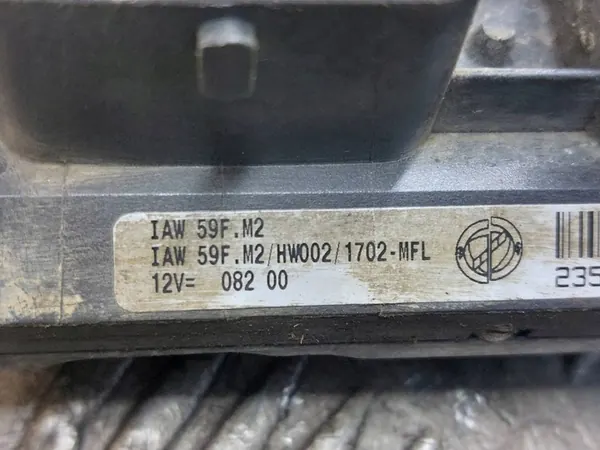 IAW 59F.M2
IAW 59F.M2/HW002/1702-MFL
12V= 082 00
235